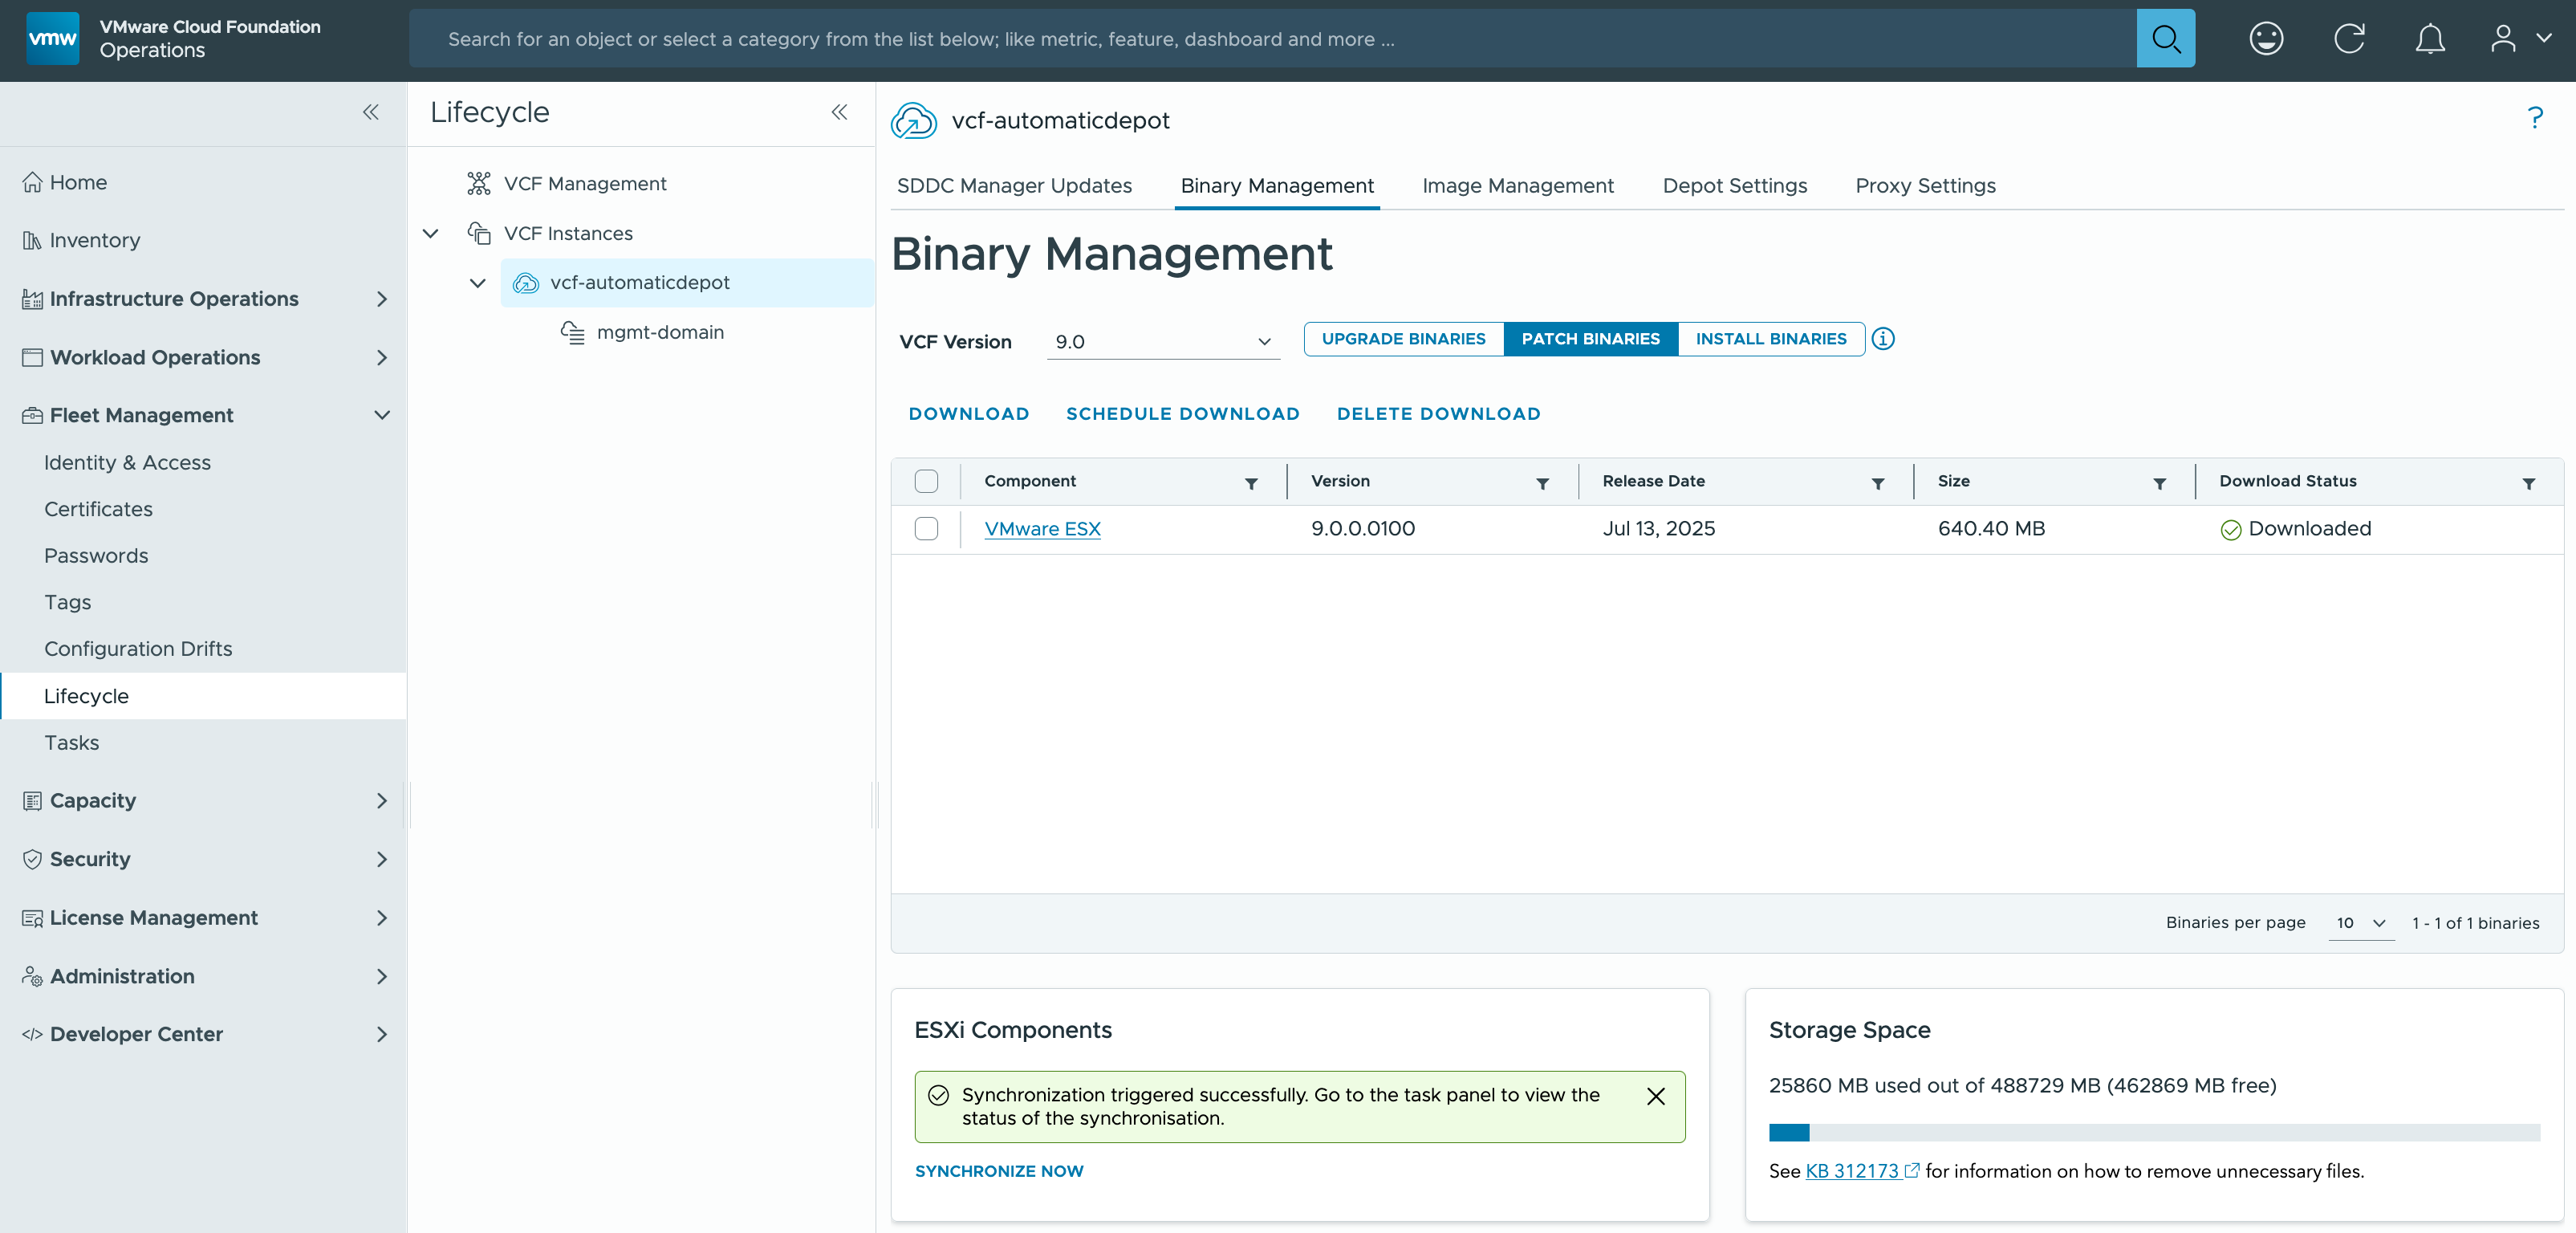 vmw
VMware Cloud Foundation
Operations
Search for an object or select a category from the list below; like metric, feature, dashboard and more ...
Home
Inventory
Infrastructure Operations
Workload Operations
Fleet Management
Identity & Access
Certificates
Passwords
Tags
Configuration Drifts
Lifecycle
Tasks
Capacity
Security
License Management
Administration
Developer Center
Lifecycle
VCF Management
VCF Instances
vcf-automaticdepot
mgmt-domain
vcf-automaticdepot
?
SDDC Manager Updates Binary Management Image Management Depot Settings Proxy Settings
Binary Management
VCF Version 9.0 UPGRADE BINARIES PATCH BINARIES INSTALL BINARIES
DOWNLOAD SCHEDULE DOWNLOAD DELETE DOWNLOAD
Component Version Release Date Size Download Status
VMware ESX 9.0.0.0100 Jul 13, 2025 640.40 MB Downloaded
Binaries per page 10 1 - 1 of 1 binaries
ESXi Components
Synchronization triggered successfully. Go to the task panel to view the
status of the synchronisation.
SYNCHRONIZE NOW
Storage Space
25860 MB used out of 488729 MB (462869 MB free)
See KB 312173 for information on how to remove unnecessary files.